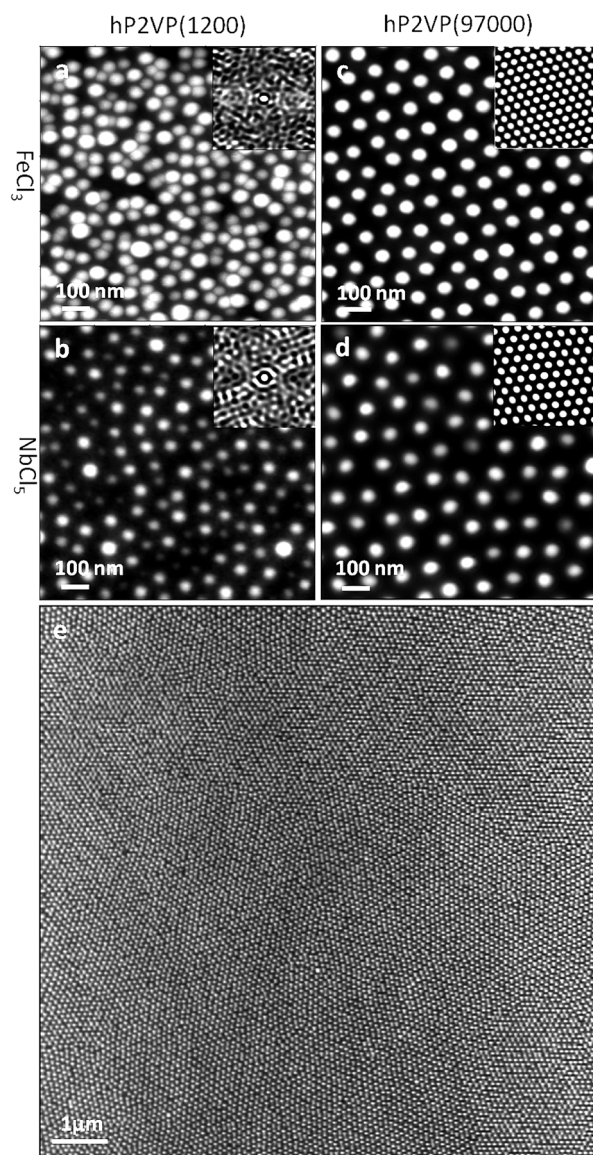 hP2VP(1200) hP2VP(97000)
FeCl₃
a
100 nm
c
100 nm
NbCl₅
b
100 nm
d
100 nm
e
1µm